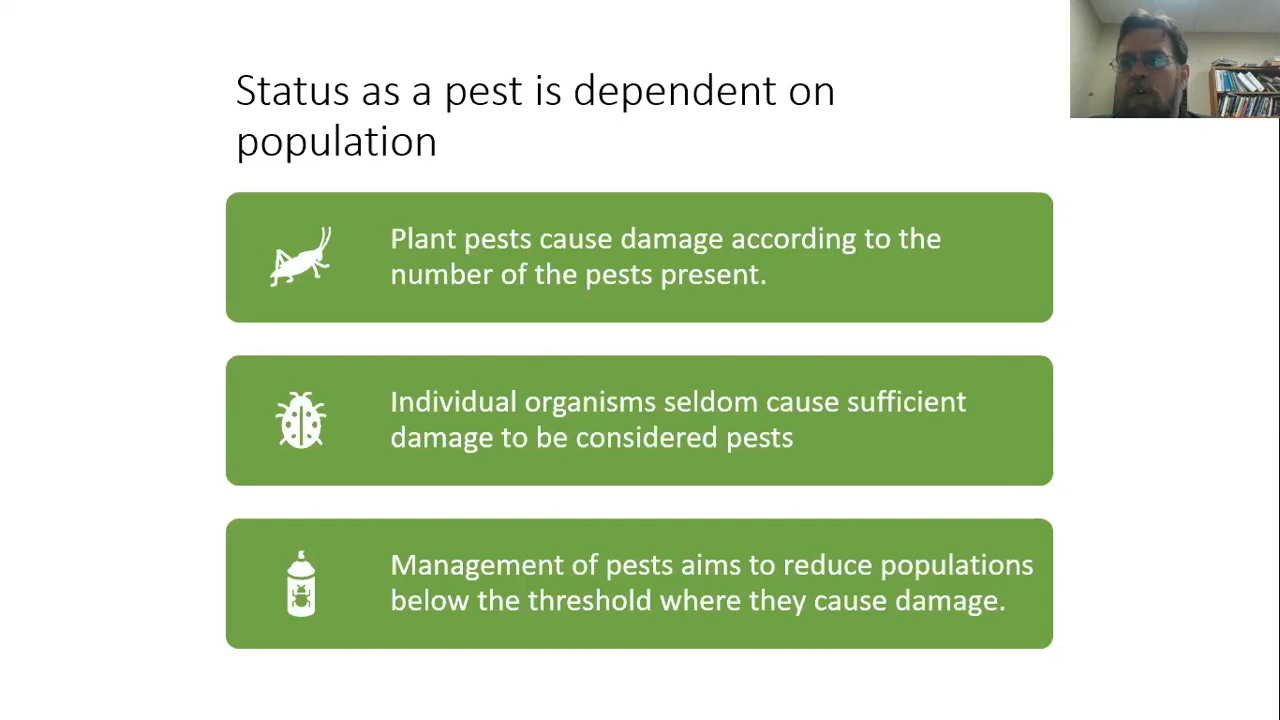 Status as a pest is dependent on
population
Plant pests cause damage according to the
number of the pests present.
Individual organisms seldom cause sufficient
damage to be considered pests
Management of pests aims to reduce populations
below the threshold where they cause damage.